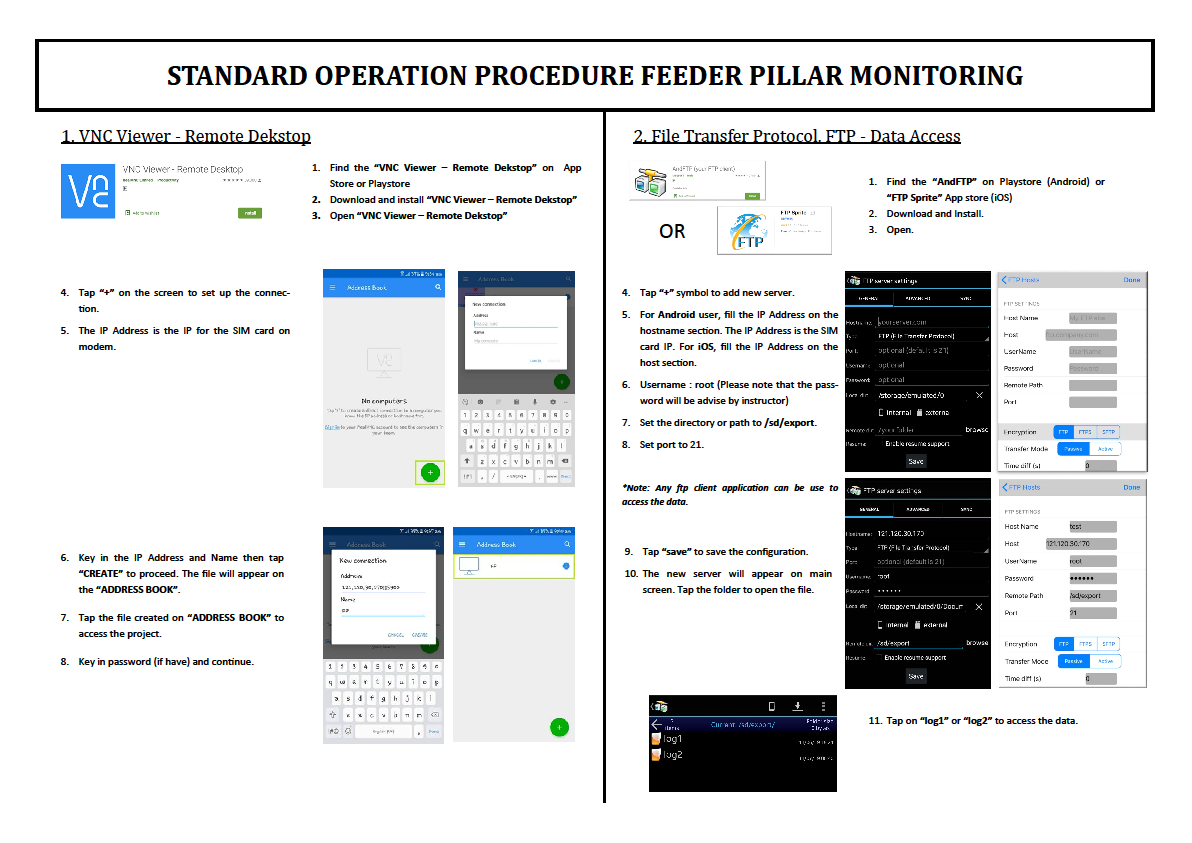 STANDARD OPERATION PROCEDURE FEEDER PILLAR MONITORING
1. VNC Viewer - Remote Dekstop
VNC Viewer - Remote Desktop
Install
1. Find the “VNC Viewer – Remote Dekstop” on App
Store or Playstore
2. Download and install “VNC Viewer – Remote Dekstop”
3. Open “VNC Viewer – Remote Dekstop”
4. Tap “+” on the screen to set up the connec-
tion.
5. The IP Address is the IP for the SIM card on
modem.
Address Book
No computers
Address Book
New connection
Address
Name
6. Key in the IP Address and Name then tap
“CREATE” to proceed. The file will appear on
the “ADDRESS BOOK”.
7. Tap the file created on “ADDRESS BOOK” to
access the project.
8. Key in password (if have) and continue.
Address Book
New connection
Address
Name
CANCEL CREATE
Address Book
2. File Transfer Protocol. FTP - Data Access
AndFTP (your FTP client)
OR
FTP Sprite
FTP
1. Find the “AndFTP” on Playstore (Android) or
“FTP Sprite” App store (iOS)
2. Download and Install.
3. Open.
4. Tap “+” symbol to add new server.
5. For Android user, fill the IP Address on the
hostname section. The IP Address is the SIM
card IP. For iOS, fill the IP Address on the
host section.
6. Username : root (Please note that the pass-
word will be advise by instructor)
7. Set the directory or path to /sd/export.
8. Set port to 21.
*Note: Any ftp client application can be use to
access the data.
9. Tap “save” to save the configuration.
10. The new server will appear on main
screen. Tap the folder to open the file.
FTP server settings
GENERAL ADVANCED SYNC
yourserver.com
Type FTP (File Transfer Protocol)
Port optional (default is 21)
Username optional
Password optional
Local dir /storage/emulated/0
internal external
Remote dir /your folder browse
Resume Enable resume support
Save
FTP Hosts Done
FTP SETTINGS
Host Name
Host
UserName
Password
Remote Path
Port
Encryption FTP FTPS SFTP
Transfer Mode Passive Active
Time diff (s) 0
FTP server settings
GENERAL ADVANCED SYNC
Hostname 121.120.30.170
Type FTP (File Transfer Protocol)
Port optional (default is 21)
Username root
Password ••••••
Local dir /storage/emulated/0/Docum
internal external
Remote dir /sd/export browse
Resume Enable resume support
Save
FTP Hosts Done
FTP SETTINGS
Host Name test
Host 121.120.30.170
UserName root
Password ••••••
Remote Path /sd/export
Port 21
Encryption FTP FTPS SFTP
Transfer Mode Passive Active
Time diff (s) 0
Current /sd/export/
items
Folder size
0 bytes
log1
log2
11. Tap on “log1” or “log2” to access the data.